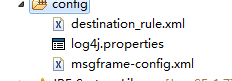 config
destination_rule.xml
log4j.properties
msgframe-config.xml